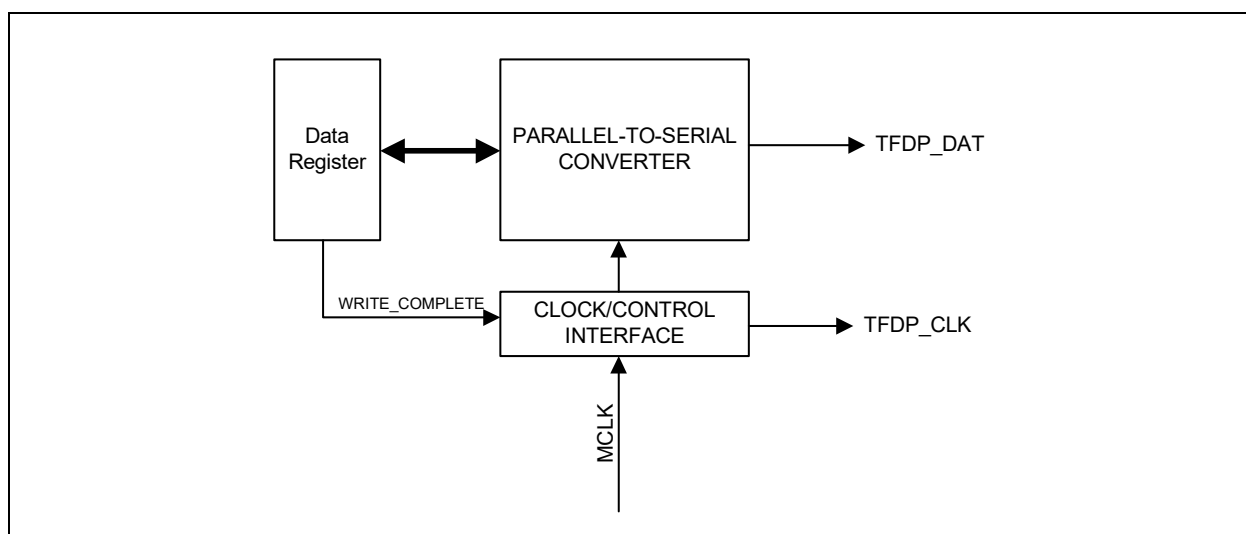 Data
Register
PARALLEL-TO-SERIAL
CONVERTER
TFDP_DAT
WRITE_COMPLETE
CLOCK/CONTROL
INTERFACE
TFDP_CLK
MCLK